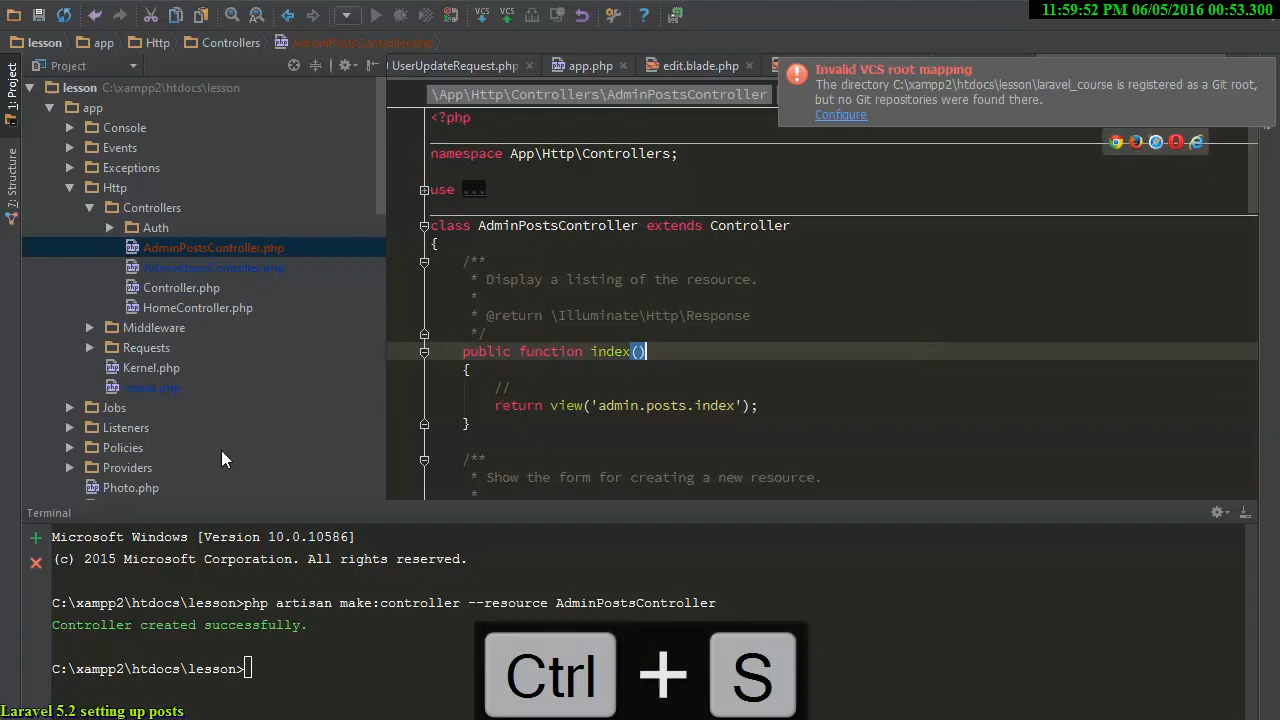 11:59:52 PM 06/05/2016 00:53.300
VCS VCS
lesson app Http Controllers AdminPostsController.php
1: Project
7: Structure
Project
UserUpdateRequest.php app.php edit.blade.php
lesson C:\xampp2\htdocs\lesson
app
Console
Events
Exceptions
Http
Controllers
Auth
AdminPostsController.php
AdminUsersController.php
Controller.php
HomeController.php
Middleware
Requests
Kernel.php
routes.php
Jobs
Listeners
Policies
Providers
Photo.php
\App\Http\Controllers\AdminPostsController
Invalid VCS root mapping
The directory C:\xampp2\htdocs\lesson\laravel_course is registered as a Git root,
but no Git repositories were found there.
Configure
<?php
namespace App\Http\Controllers;
use ...
class AdminPostsController extends Controller
{
/**
* Display a listing of the resource.
*
* @return \Illuminate\Http\Response
*/
public function index()
{
//
return view('admin.posts.index');
}
/**
* Show the form for creating a new resource.
*
Terminal
Microsoft Windows [Version 10.0.10586]
(c) 2015 Microsoft Corporation. All rights reserved.
C:\xampp2\htdocs\lesson>php artisan make:controller --resource AdminPostsController
Controller created successfully.
C:\xampp2\htdocs\lesson>
Ctrl + S
Laravel 5.2 setting up posts